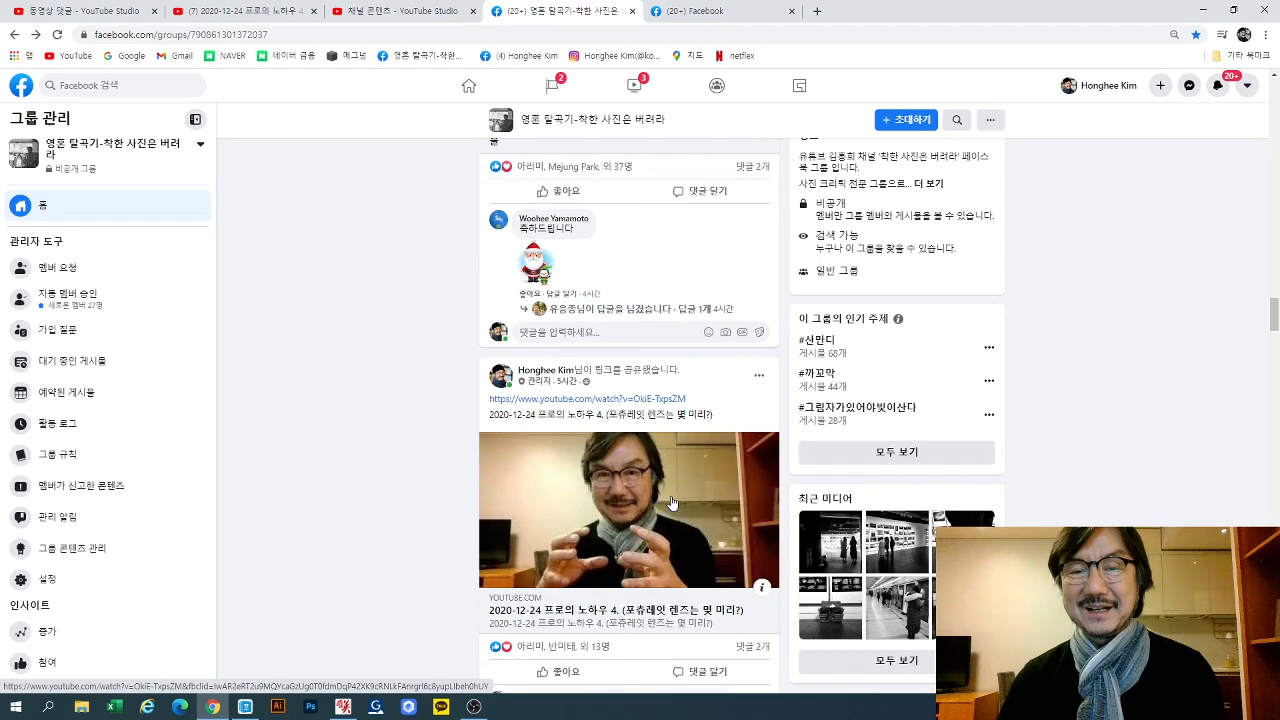 동영상 댓글 - YouTube Studio
(7) 2020-12-24 프로의 노하우 4.
채널 콘텐츠 - YouTube Studio
(20+) 영혼 탈곡기-착한 사진은
(20+) Facebook
facebook.com/groups/790861301372037
앱
YouTube
Google
Gmail
NAVER
네이버 금융
메그넘
영혼 탈곡기-착한...
(4) Honghee Kim
Honghee Kim(@ko...
지도
netflix
기타 북마크
Facebook 검색
2
3
Honghee Kim
20+
그룹 관리
영혼 탈곡기-착한 사진은 버려라
초대하기
영혼 탈곡기-착한 사진은 버려
라
비공개 그룹
홈
관리자 도구
멤버 요청
자동 멤버 승인
새로운 멤버 27명
가입 질문
대기 중인 게시물
예약된 게시물
활동 로그
그룹 규칙
멤버가 신고한 콘텐츠
관리 알림
그룹 콘텐츠 관리
설정
인사이트
증가
참여
아리미, Mejung Park, 외 37명
댓글 2개
좋아요
댓글 달기
Woohee Yamamoto
축하드립니다
좋아요 · 답글 달기 · 4시간
유응종님이 답글을 남겼습니다 · 답글 1개 4시간
댓글을 입력하세요...
Honghee Kim님이 링크를 공유했습니다.
관리자 · 5시간
https://www.youtube.com/watch?v=OkiE-TxpsZM
2020-12-24 프로의 노하우 4. (포츄레잇 렌즈는 몇 미리?)
YOUTUBE.COM
2020-12-24 프로의 노하우 4. (포츄레잇 렌즈는 몇 미리?)
2020-12-24 프로의 노하우 4. (포츄레잇 렌즈는 몇 미리?)
아리미, 반미태, 외 13명
댓글 2개
좋아요
댓글 달기
유튜브 김홍희 채널 '착한 사진은 버려라' 페이스
북 그룹 입니다.
사진 크리틱 전문 그룹으로... 더 보기
비공개
멤버만 그룹 멤버와 게시물을 볼 수 있습니다.
검색 가능
누구나 이 그룹을 찾을 수 있습니다.
일반 그룹
이 그룹의 인기 주제
#산만디
게시물 68개
#까꼬막
게시물 44개
#그림자가있어야빛이산다
게시물 28개
모두 보기
최근 미디어
모두 보기